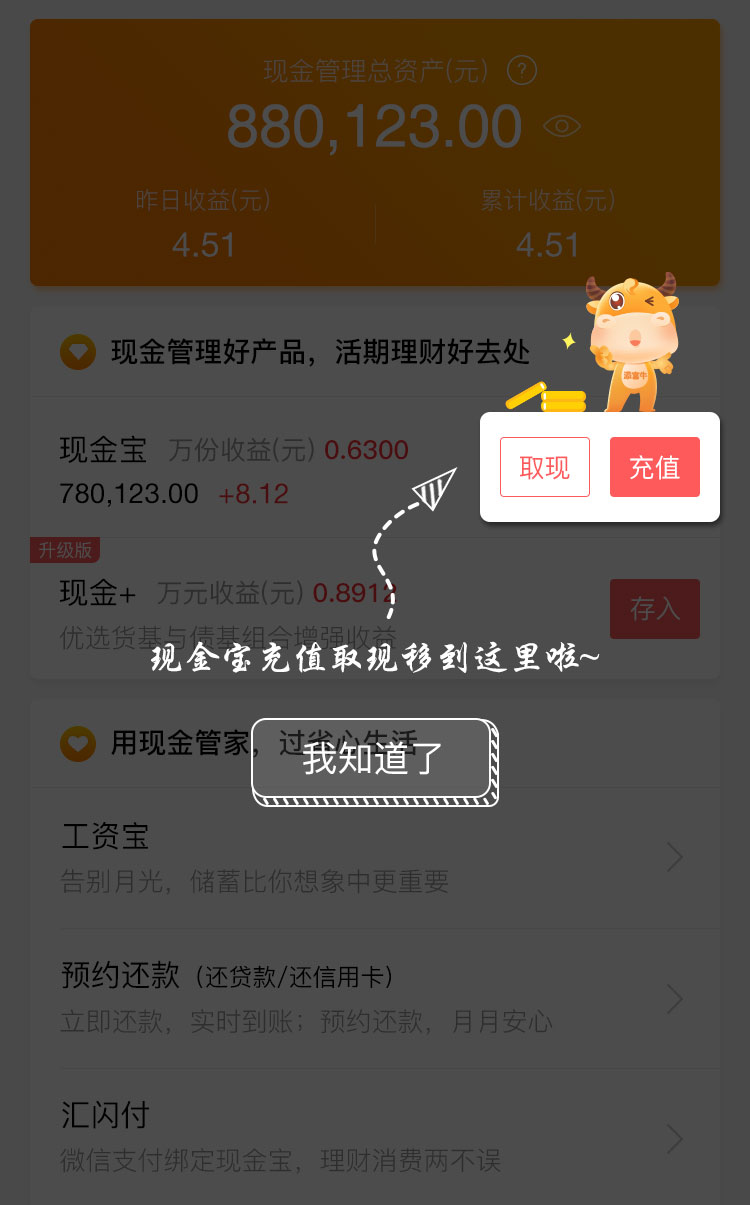 现金管理总资产(元) ?
880,123.00
昨日收益(元) 累计收益(元)
4.51 4.51
现金管理好产品，活期理财好去处
添富牛
现金宝 万份收益(元) 0.6300
780,123.00 +8.12
取现 充值
升级版
现金+ 万元收益(元) 0.8912
优选货基与债基组合增强收益
存入
现金宝充值取现移到这里啦~
用现金管家，过省心生活
我知道了
工资宝
告别月光，储蓄比你想象中更重要
预约还款（还贷款/还信用卡）
立即还款，实时到账；预约还款，月月安心
汇闪付
微信支付绑定现金宝，理财消费两不误